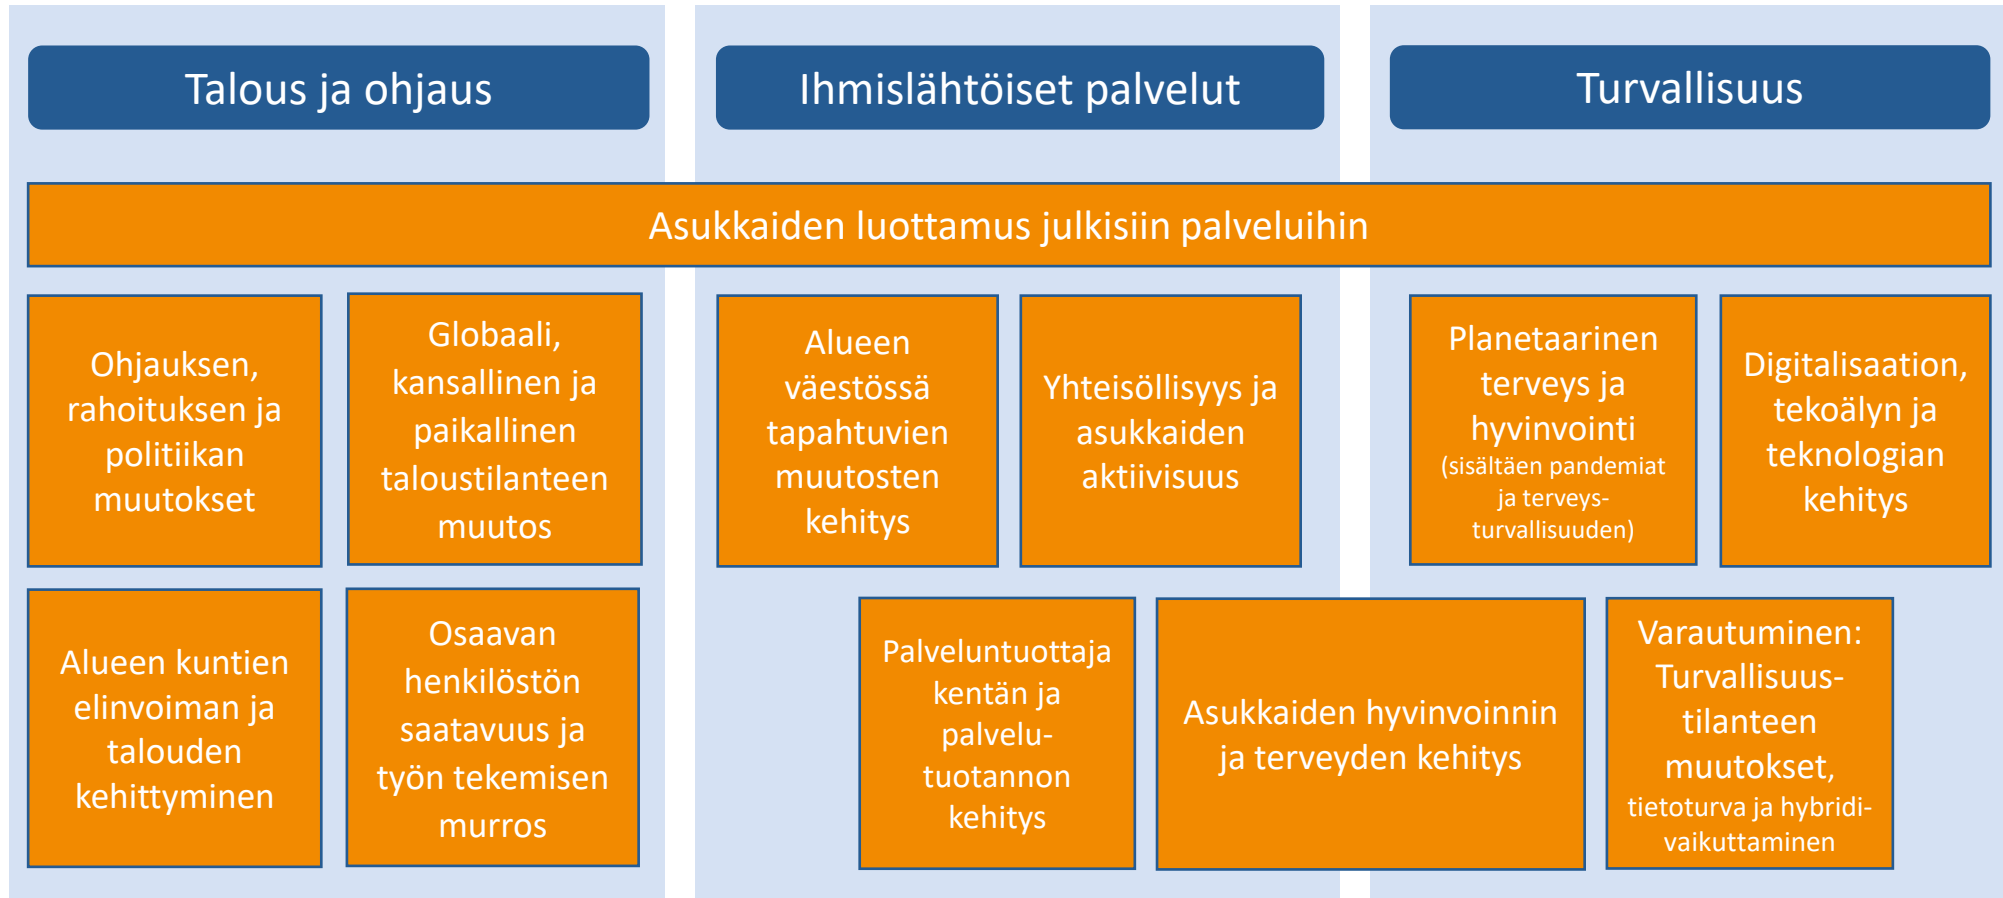 Talous ja ohjaus
Ihmislähtöiset palvelut
Turvallisuus
Asukkaiden luottamus julkisiin palveluihin
Ohjauksen,
rahoituksen ja
politiikan
muutokset
Globaali,
kansallinen ja
paikallinen
taloustilanteen
muutos
Alueen
väestössä
tapahtuvien
muutosten
kehitys
Yhteisöllisyys ja
asukkaiden
aktiivisuus
Planetaarinen
terveys ja
hyvinvointi
(sisältäen pandemiat
ja terveys-
turvallisuuden)
Digitalisaation,
tekoälyn ja
teknologian
kehitys
Alueen kuntien
elinvoiman ja
talouden
kehittyminen
Osaavan
henkilöstön
saatavuus ja
työn tekemisen
murros
Palveluntuottaja
kentän ja
palvelu-
tuotannon
kehitys
Asukkaiden hyvinvoinnin
ja terveyden kehitys
Varautuminen:
Turvallisuus-
tilanteen
muutokset,
tietoturva ja hybridi-
vaikuttaminen